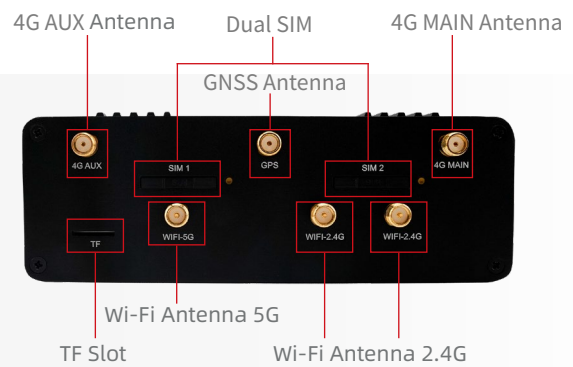 4G AUX Antenna
Dual SIM
4G MAIN Antenna
GNSS Antenna
4G AUX
SIM 1
GPS
SIM 2
4G MAIN
TF
WIFI-5G
WIFI-2.4G
WIFI-2.4G
Wi-Fi Antenna 5G
TF Slot
Wi-Fi Antenna 2.4G